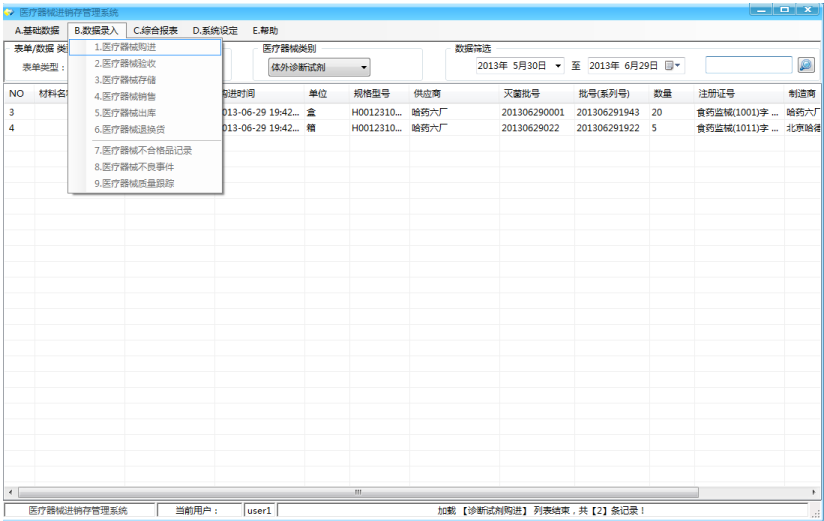 医疗器械进销存管理系统
A.基础数据 B.数据录入 C.综合报表 D.系统设定 E.帮助
表单/数据 类 医疗器械类别 数据筛选
表单类型： 体外诊断试剂 2013年 5月30日 至 2013年 6月29日
1.医疗器械购进
2.医疗器械验收
3.医疗器械存储
4.医疗器械销售
5.医疗器械出库
6.医疗器械退换货
7.医疗器械不合格品记录
8.医疗器械不良事件
9.医疗器械质量跟踪
NO 材料名 购进时间 单位 规格型号 供应商 灭菌批号 批号(系列号) 数量 注册证号 制造商
3 013-06-29 19:42... 盒 H0012310... 哈药六厂 201306290001 201306291943 20 食药监械(1001)字 ... 哈药六厂
4 013-06-29 19:42... 箱 H0012310... 哈药六厂 20130629022 201306291922 5 食药监械(1011)字 ... 北京哈德
医疗器械进销存管理系统 当前用户： user1 加载 【诊断试剂购进】 列表结束，共【2】条记录！